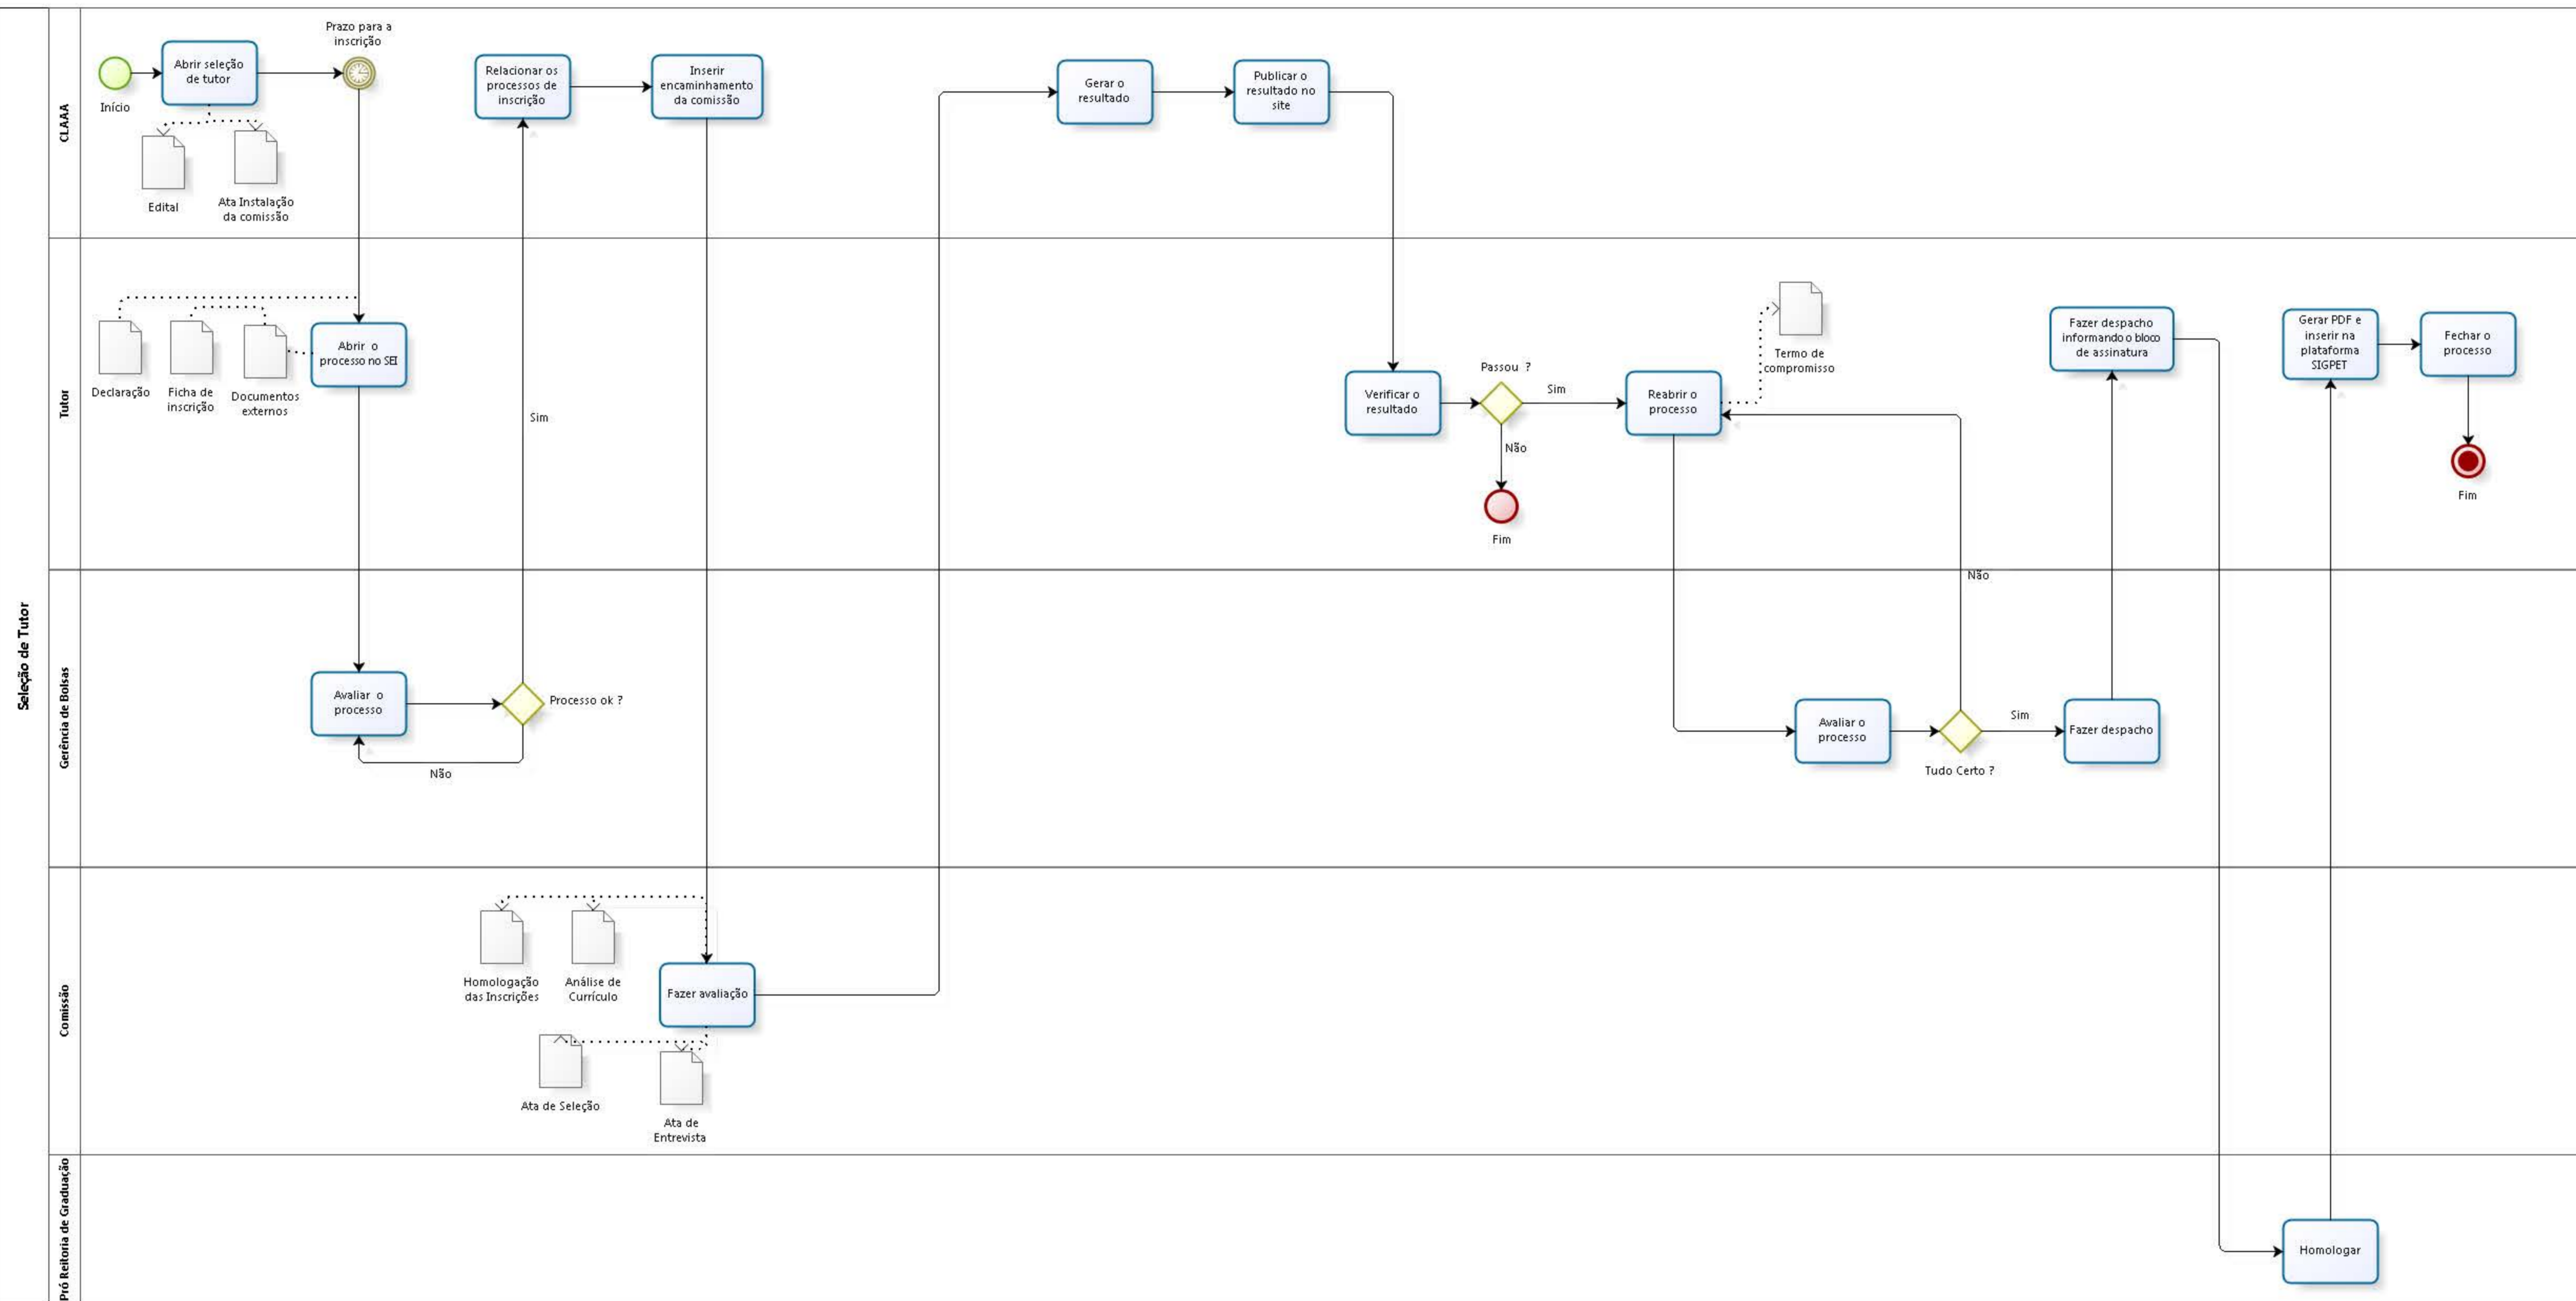 Seleção de Tutor
CLAAA
Início
Abrir seleção
de tutor
Prazo para a
inscrição
Edital
Ata Instalação
da comissão
Relacionar os
processos de
inscrição
Inserir
encaminhamento
da comissão
Gerar o
resultado
Publicar o
resultado no
site
Tutor
Declaração
Ficha de
inscrição
Documentos
externos
Abrir o
processo no SEI
Sim
Verificar o
resultado
Passou ?
Sim
Não
Fim
Reabrir o
processo
Termo de
compromisso
Fazer despacho
informando o bloco
de assinatura
Gerar PDF e
inserir na
plataforma
SIGPET
Fechar o
processo
Fim
Gerência de Bolsas
Avaliar o
processo
Processo ok ?
Não
Não
Avaliar o
processo
Tudo Certo ?
Sim
Fazer despacho
Comissão
Homologação
das Inscrições
Análise de
Currículo
Fazer avaliação
Ata de Seleção
Ata de
Entrevista
Pró Reitoria de Graduação
Homologar